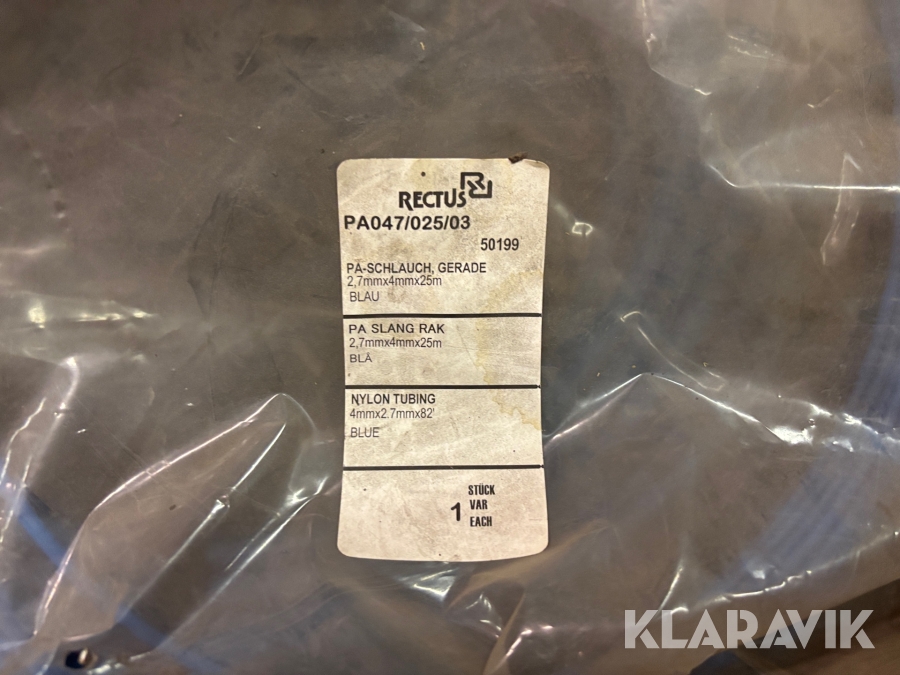 RECTUS
PA047/025/03
50199
PA-SCHLAUCH, GERADE
2,7mmx4mmx25m
BLAU
PA SLANG RAK
2,7mmx4mmx25m
BLÅ
NYLON TUBING
4mmx2.7mmx82'
BLUE
1
STÜCK
VAR
EACH
KLARAVIK